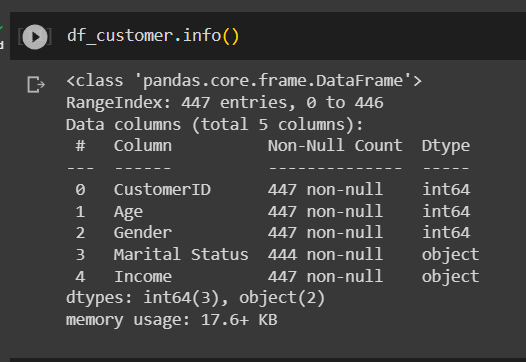 df_customer.info()
<class 'pandas.core.frame.DataFrame'>
RangeIndex: 447 entries, 0 to 446
Data columns (total 5 columns):
 #   Column          Non-Null Count  Dtype
---  ------          --------------  -----
 0   CustomerID      447 non-null    int64
 1   Age             447 non-null    int64
 2   Gender          447 non-null    int64
 3   Marital Status  444 non-null    object
 4   Income          447 non-null    object
dtypes: int64(3), object(2)
memory usage: 17.6+ KB